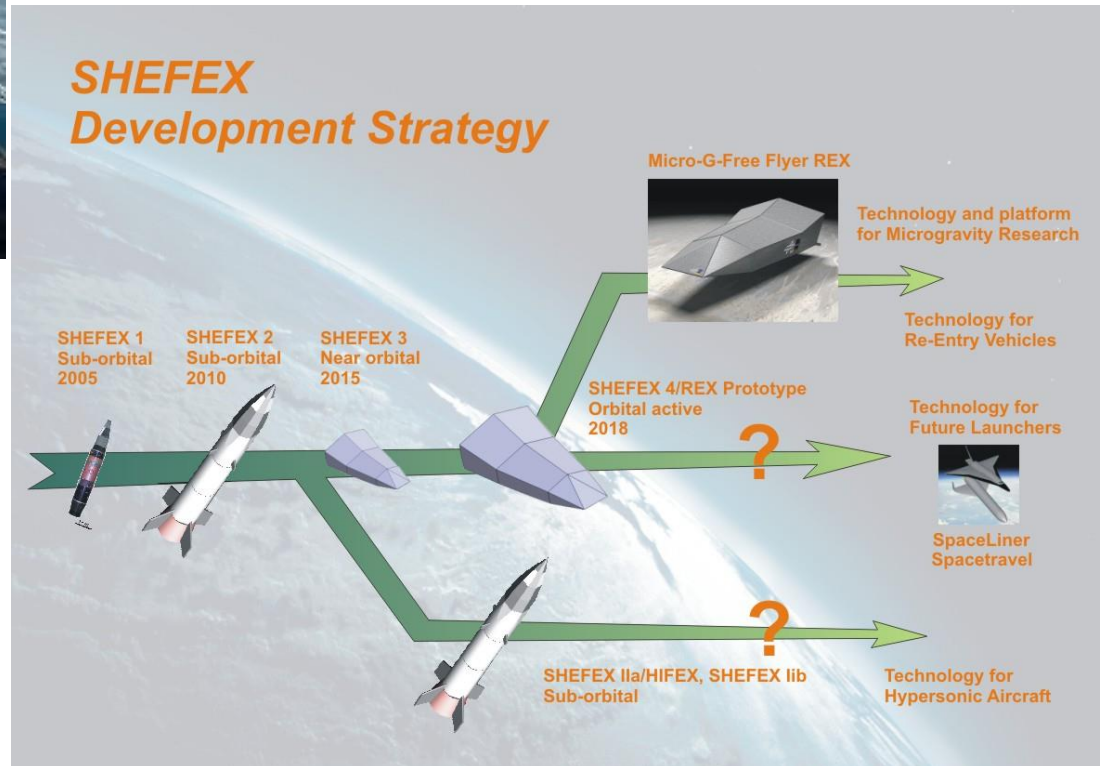 SHEFEX
Development Strategy
Micro-G-Free Flyer REX
Technology and platform
for Microgravity Research
Technology for
Re-Entry Vehicles
SHEFEX 1
Sub-orbital
2005
SHEFEX 2
Sub-orbital
2010
SHEFEX 3
Near orbital
2015
SHEFEX 4/REX Prototype
Orbital active
2018
?
Technology for
Future Launchers
SpaceLiner
Spacetravel
?
SHEFEX IIa/HIFEX, SHEFEX Iib
Sub-orbital
Technology for
Hypersonic Aircraft